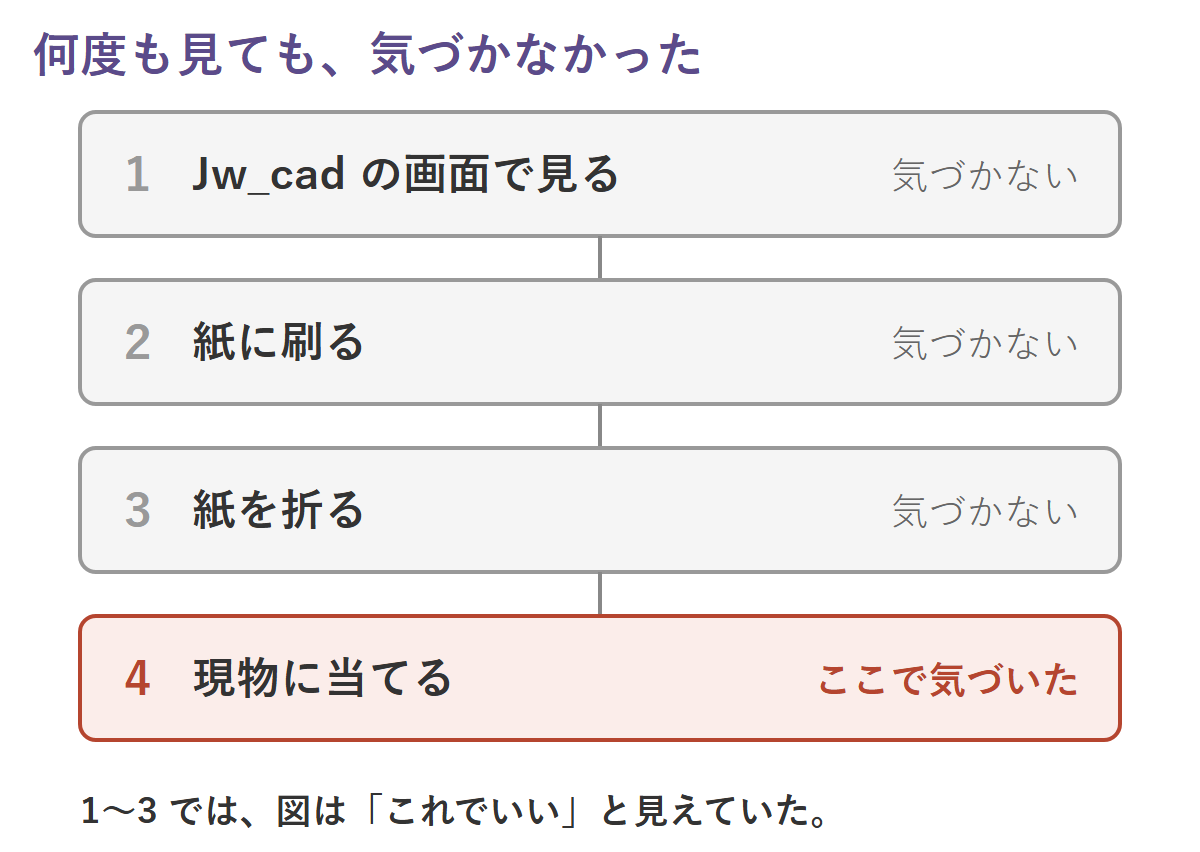 何度も見ても、気づかなかった
1 Jw_cad の画面で見る 気づかない
2 紙に刷る 気づかない
3 紙を折る 気づかない
4 現物に当てる ここで気づいた
1〜3 では、図は「これでいい」と見えていた。